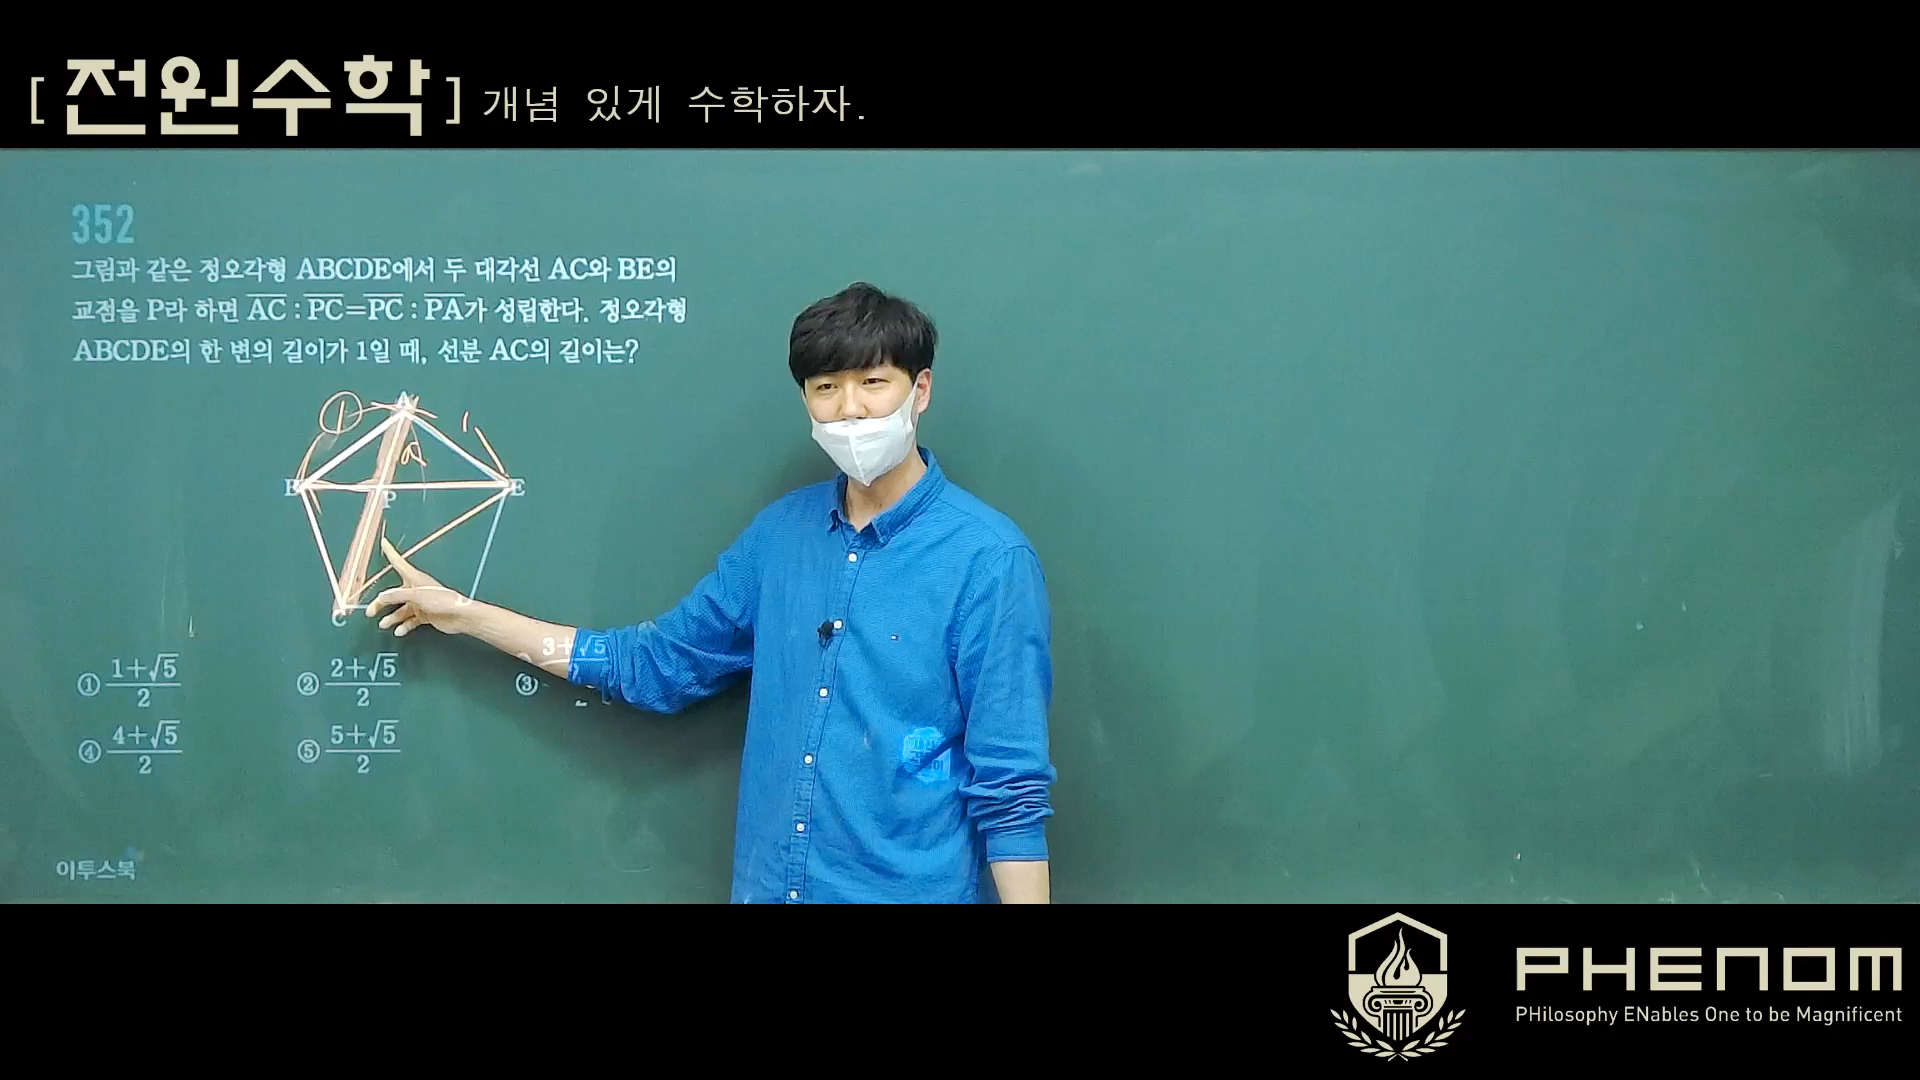 [전원수학] 개념 있게 수학하자.
352
그림과 같은 정오각형 ABCDE에서 두 대각선 AC와 BE의
교점을 P라 하면 AC : PC=PC : PA가 성립한다. 정오각형
ABCDE의 한 변의 길이가 1일 때, 선분 AC의 길이는?
① 1
A
1
B
E
P
C
① (1+√5)/2
② (2+√5)/2
③ 3+√5
2
④ (4+√5)/2
⑤ (5+√5)/2
이투스북
PHENOM
PHilosophy ENables One to be Magnificent